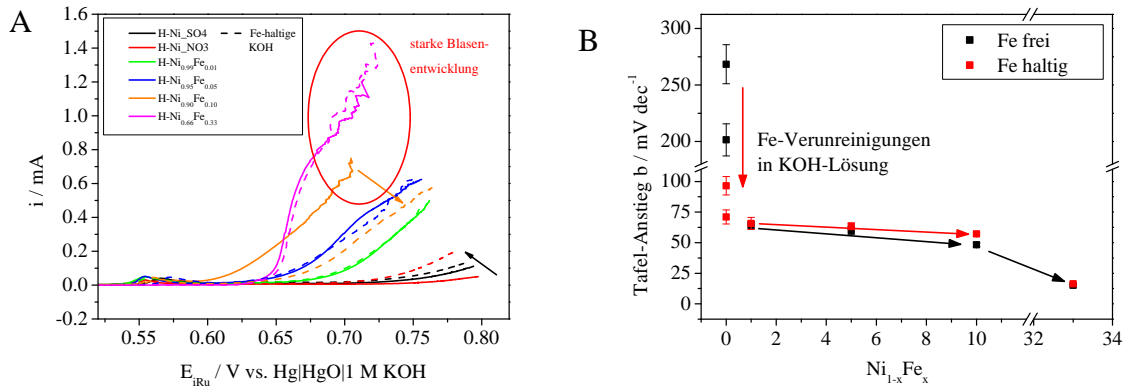 A
H-Ni_SO4
H-Ni_NO3
H-Ni0.99Fe0.01
H-Ni0.95Fe0.05
H-Ni0.90Fe0.10
H-Ni0.66Fe0.33
Fe-haltige
KOH
starke Blasen-
entwicklung
1.4
1.2
1.0
0.8
0.6
0.4
0.2
0.0
-0.2
i / mA
0.55 0.60 0.65 0.70 0.75 0.80
E_iRu / V vs. Hg|HgO|1 M KOH
B
Fe frei
Fe haltig
Fe-Verunreinigungen
in KOH-Lösung
300
250
200
100
75
50
25
0
Tafel-Anstieg b / mV dec⁻¹
0 2 4 6 8 10 32 34
Ni1-xFex